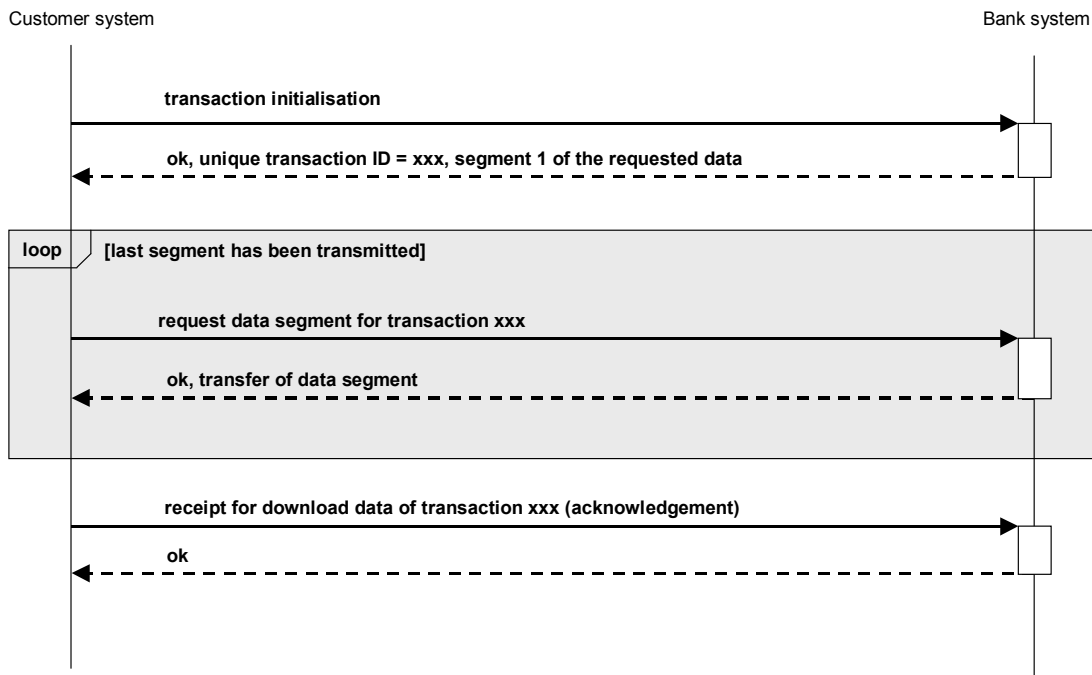 Customer system
Bank system
transaction initialisation
ok, unique transaction ID = xxx, segment 1 of the requested data
loop
[last segment has been transmitted]
request data segment for transaction xxx
ok, transfer of data segment
receipt for download data of transaction xxx (acknowledgement)
ok